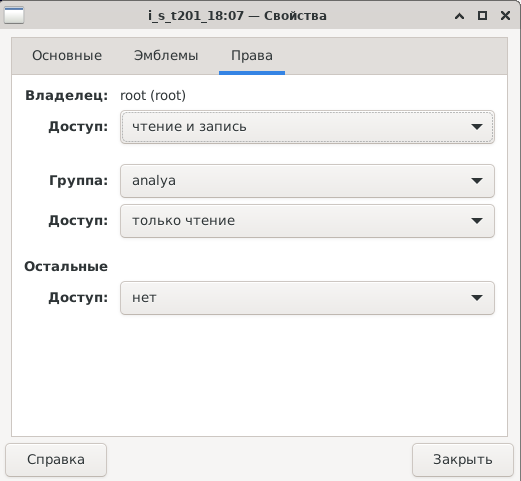 i_s_t201_18:07 — Свойства
Основные Эмблемы Права
Владелец: root (root)
Доступ: чтение и запись
Группа: analya
Доступ: только чтение
Остальные
Доступ: нет
Справка Закрыть